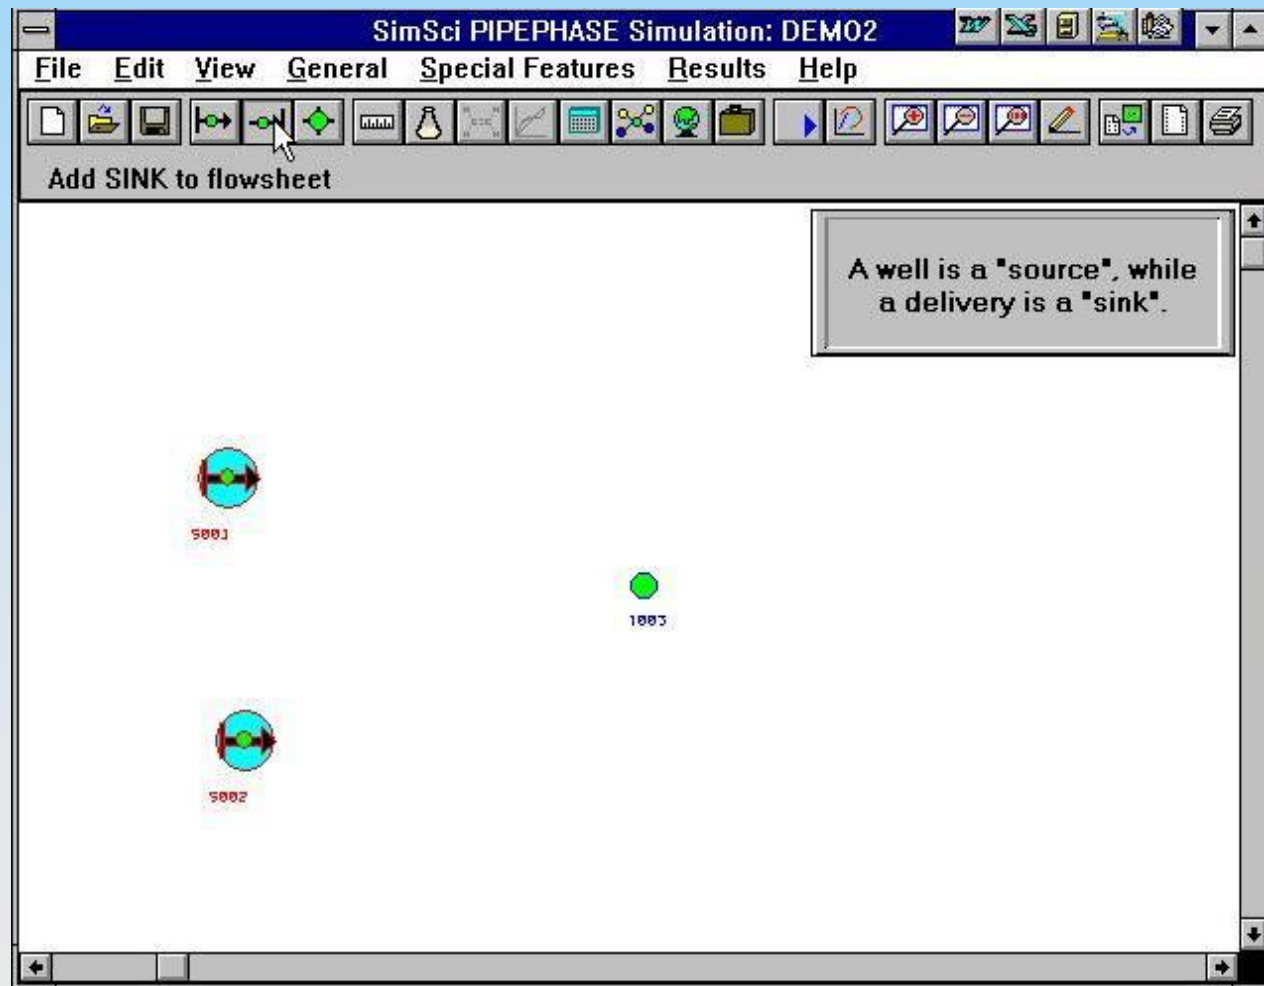 SimSci PIPEPHASE Simulation: DEMO2
File Edit View General Special Features Results Help
Add SINK to flowsheet
A well is a "source", while
a delivery is a "sink".
S001
1003
S002